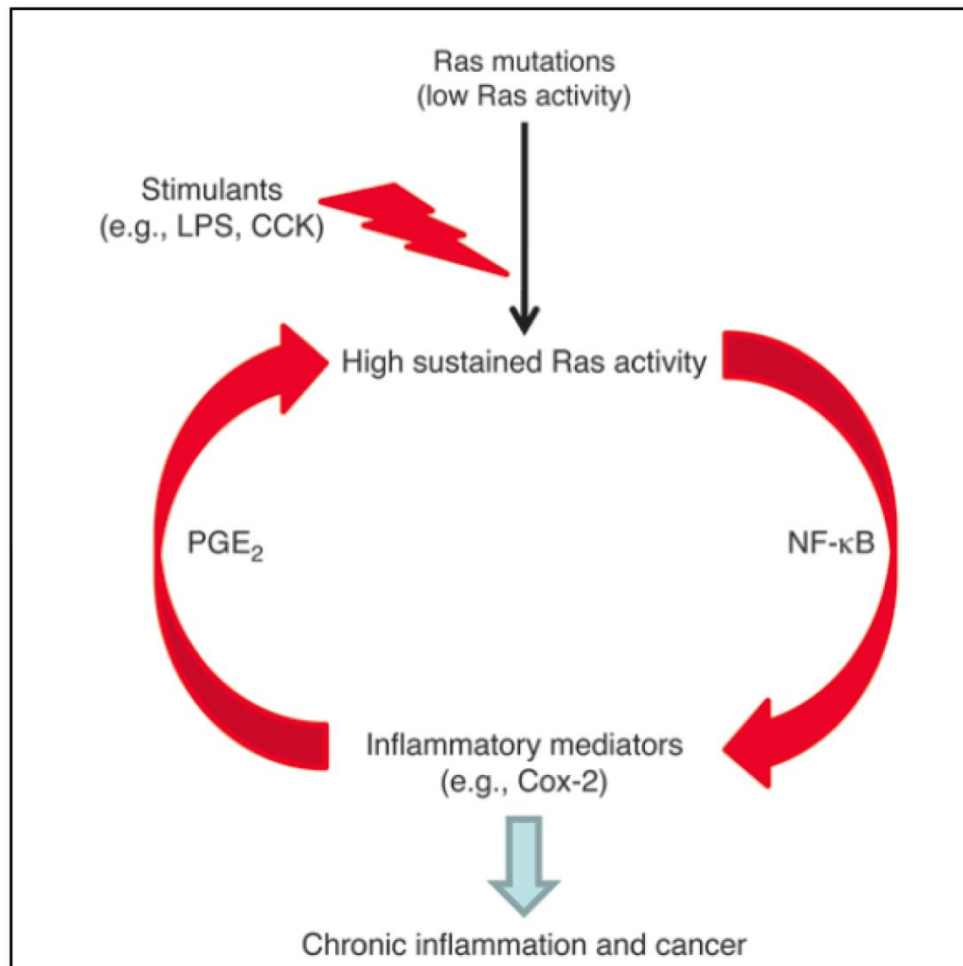 Ras mutations
(low Ras activity)
Stimulants
(e.g., LPS, CCK)
High sustained Ras activity
PGE₂
NF-κB
Inflammatory mediators
(e.g., Cox-2)
Chronic inflammation and cancer